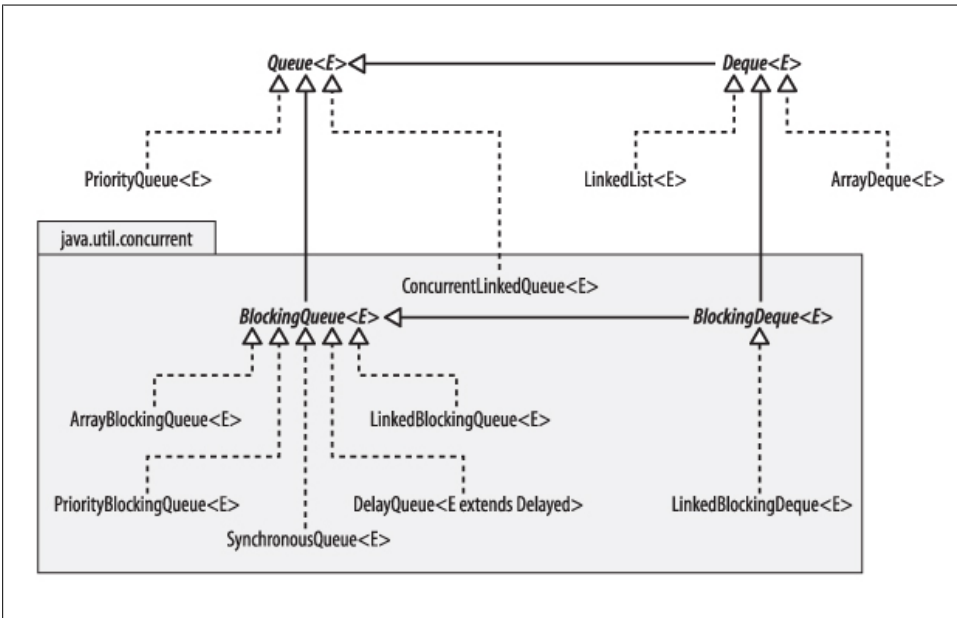 Queue<E>
Deque<E>
PriorityQueue<E>
LinkedList<E>
ArrayDeque<E>
java.util.concurrent
ConcurrentLinkedQueue<E>
BlockingQueue<E>
BlockingDeque<E>
ArrayBlockingQueue<E>
LinkedBlockingQueue<E>
PriorityBlockingQueue<E>
DelayQueue<E extends Delayed>
LinkedBlockingDeque<E>
SynchronousQueue<E>